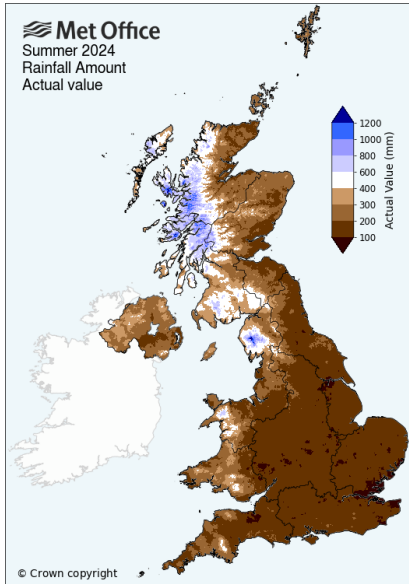 Met Office
Summer 2024
Rainfall Amount
Actual value
1200
1000
800
600
400
300
200
100
Actual Value (mm)
© Crown copyright